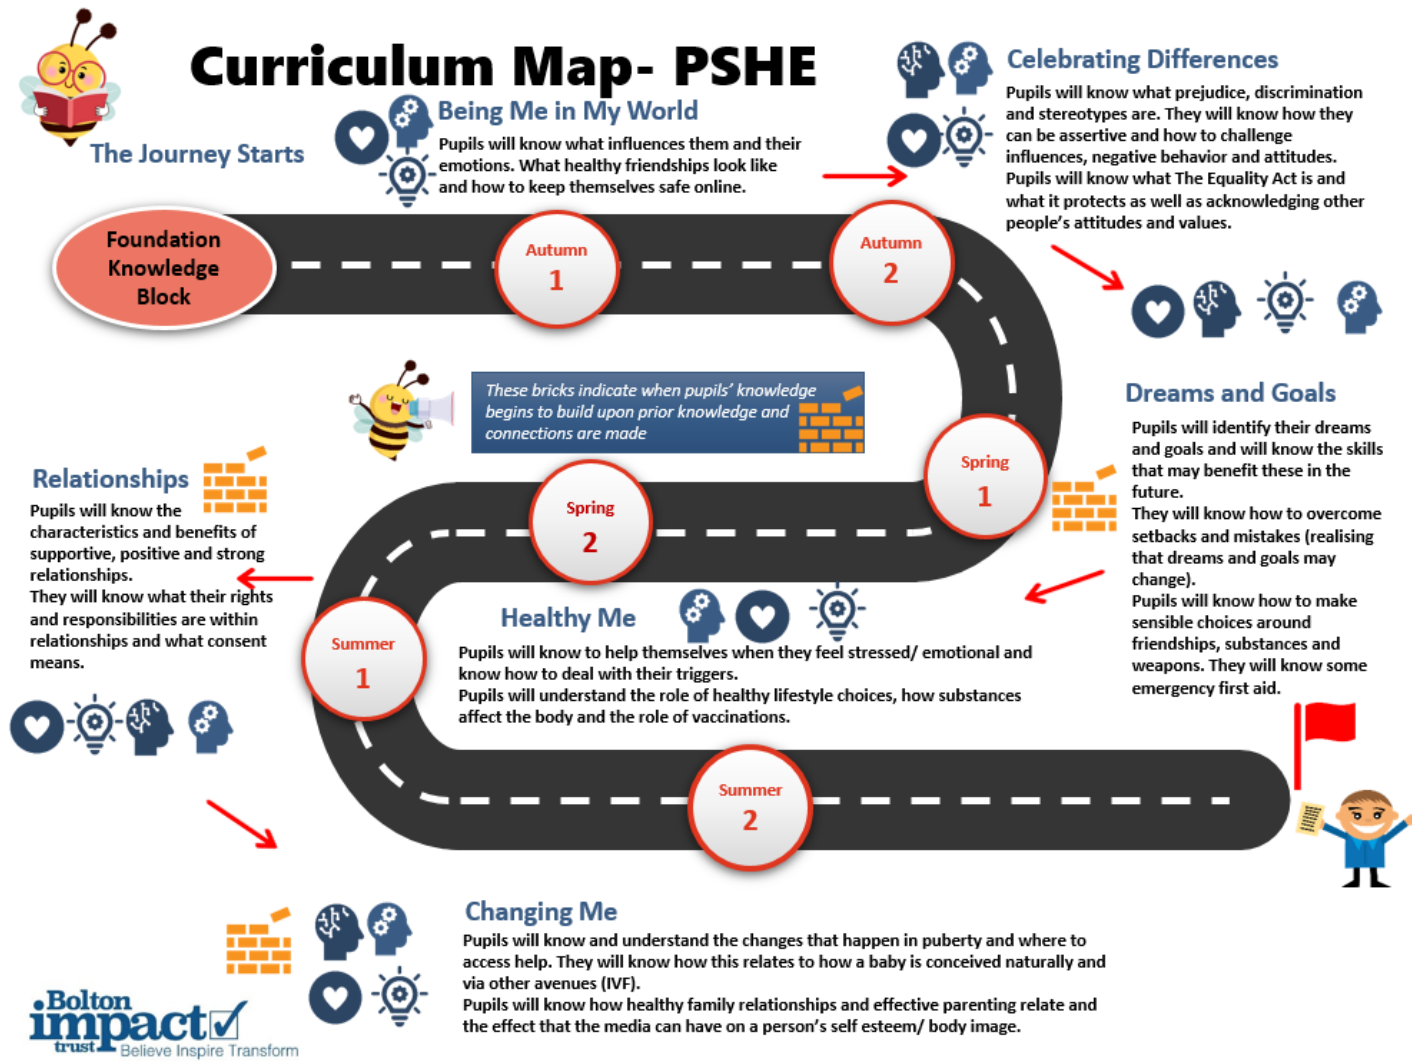 Curriculum Map- PSHE
The Journey Starts
Being Me in My World
Pupils will know what influences them and their
emotions. What healthy friendships look like
and how to keep themselves safe online.
Celebrating Differences
Pupils will know what prejudice, discrimination
and stereotypes are. They will know how they
can be assertive and how to challenge
influences, negative behavior and attitudes.
Pupils will know what The Equality Act is and
what it protects as well as acknowledging other
people's attitudes and values.
Foundation
Knowledge
Block
Autumn
1
Autumn
2
These bricks indicate when pupils' knowledge
begins to build upon prior knowledge and
connections are made
Dreams and Goals
Pupils will identify their dreams
and goals and will know the skills
that may benefit these in the
future.
They will know how to overcome
setbacks and mistakes (realising
that dreams and goals may
change).
Pupils will know how to make
sensible choices around
friendships, substances and
weapons. They will know some
emergency first aid.
Spring
1
Spring
2
Healthy Me
Pupils will know to help themselves when they feel stressed/ emotional and
know how to deal with their triggers.
Pupils will understand the role of healthy lifestyle choices, how substances
affect the body and the role of vaccinations.
Relationships
Pupils will know the
characteristics and benefits of
supportive, positive and strong
relationships.
They will know what their rights
and responsibilities are within
relationships and what consent
means.
Summer
1
Summer
2
Changing Me
Pupils will know and understand the changes that happen in puberty and where to
access help. They will know how this relates to how a baby is conceived naturally and
via other avenues (IVF).
Pupils will know how healthy family relationships and effective parenting relate and
the effect that the media can have on a person's self esteem/ body image.
Bolton
impact
trust
Believe Inspire Transform